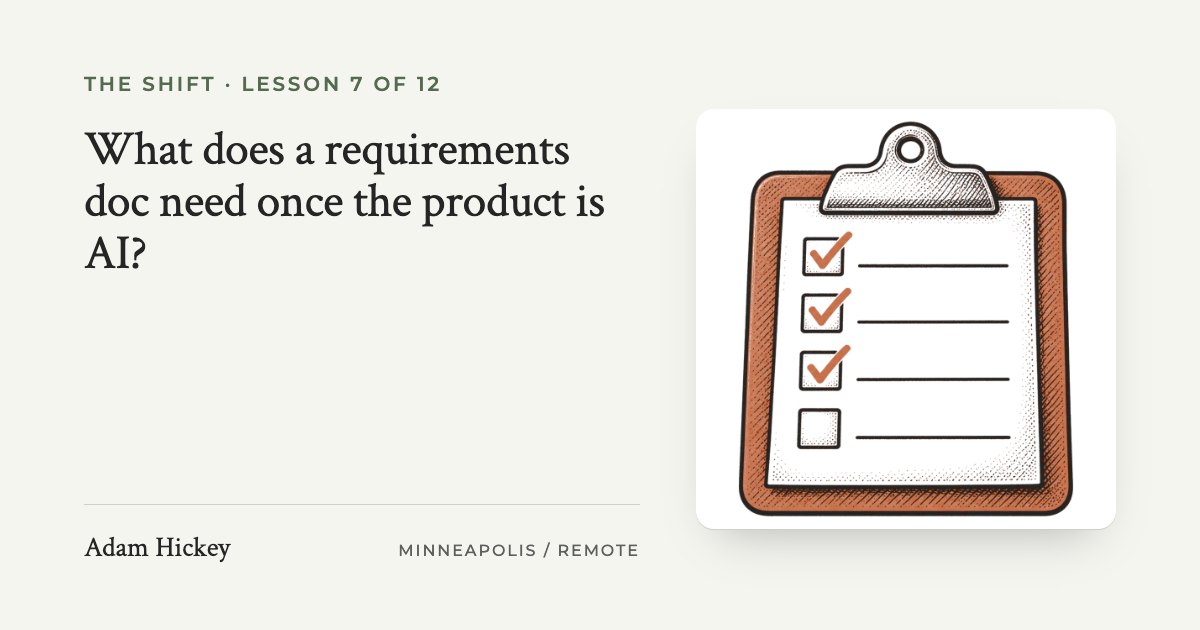 THE SHIFT · LESSON 7 OF 12
What does a requirements
doc need once the product is
AI?
Adam Hickey
MINNEAPOLIS / REMOTE